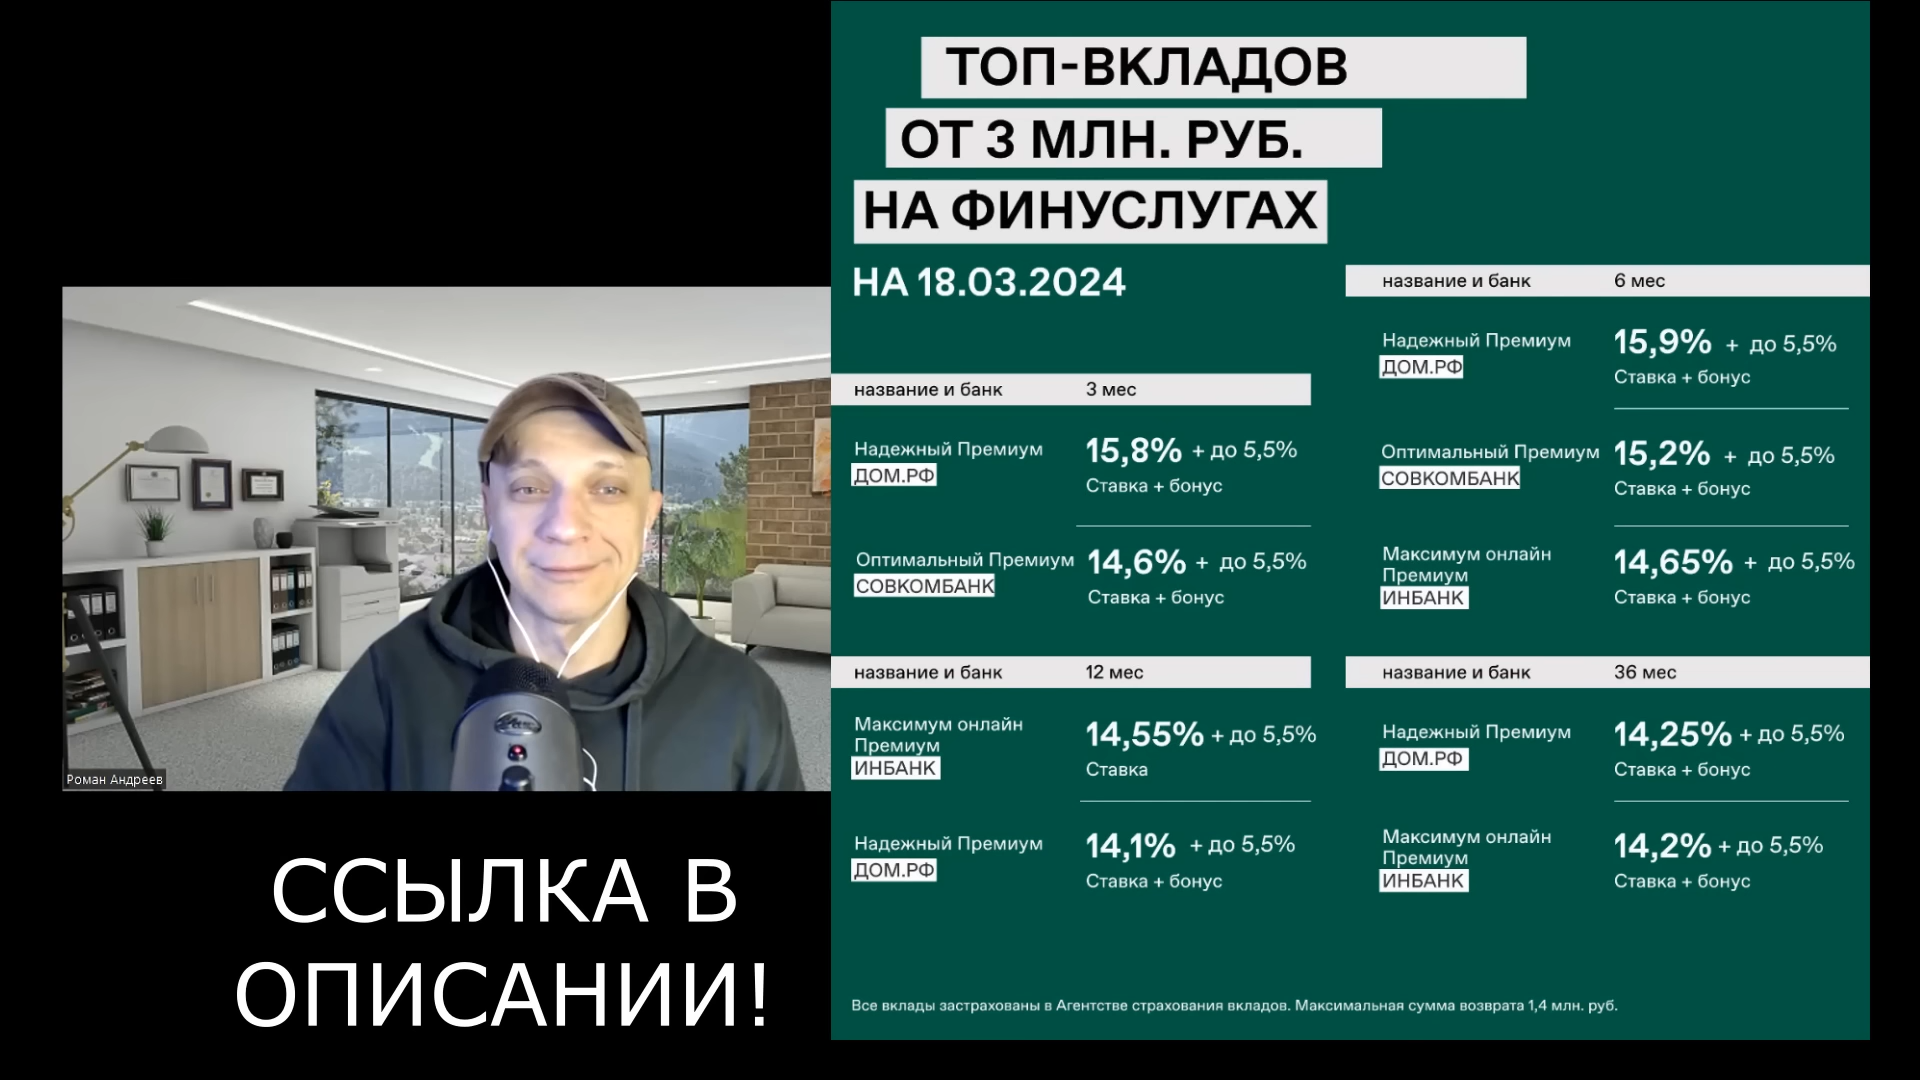 ТОП-ВКЛАДОВ
ОТ 3 МЛН. РУБ.
НА ФИНУСЛУГАХ
НА 18.03.2024
название и банк 3 мес
Надежный Премиум 15,8% + до 5,5%
ДОМ.РФ Ставка + бонус
Оптимальный Премиум 14,6% + до 5,5%
СОВКОМБАНК Ставка + бонус
название и банк 6 мес
Надежный Премиум 15,9% + до 5,5%
ДОМ.РФ Ставка + бонус
Оптимальный Премиум 15,2% + до 5,5%
СОВКОМБАНК Ставка + бонус
Максимум онлайн
Премиум 14,65% + до 5,5%
ИНБАНК Ставка + бонус
название и банк 12 мес
Максимум онлайн
Премиум 14,55% + до 5,5%
ИНБАНК Ставка
Надежный Премиум 14,1% + до 5,5%
ДОМ.РФ Ставка + бонус
название и банк 36 мес
Надежный Премиум 14,25% + до 5,5%
ДОМ.РФ Ставка + бонус
Максимум онлайн
Премиум 14,2% + до 5,5%
ИНБАНК Ставка + бонус
Все вклады застрахованы в Агентстве страхования вкладов. Максимальная сумма возврата 1,4 млн. руб.
Роман Андреев
ССЫЛКА В
ОПИСАНИИ!